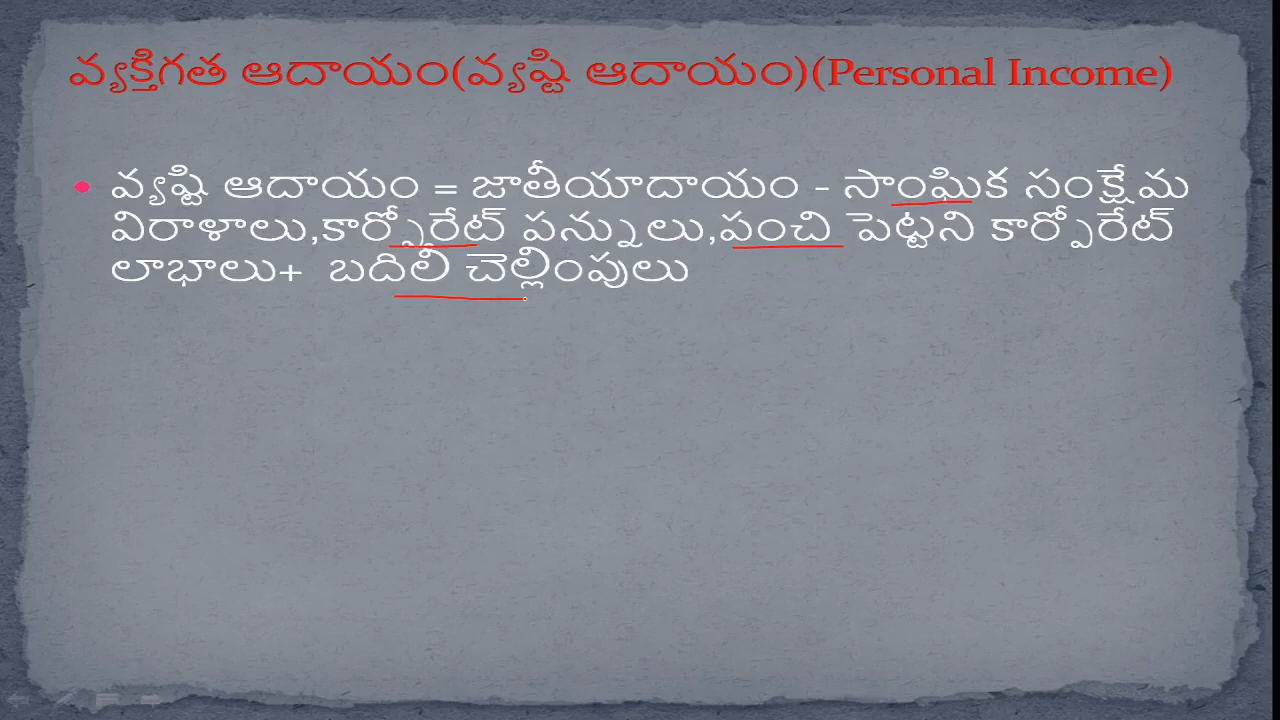 వ్యక్తిగత ఆదాయం(వ్యష్టి ఆదాయం)(Personal Income)
వ్యష్టి ఆదాయం = జాతీయాదాయం - సాంఘిక సంక్షేమ
విరాళాలు,కార్పోరేట్ పన్నులు,పంచి పెట్టని కార్పోరేట్
లాభాలు+ బదిలీ చెల్లింపులు